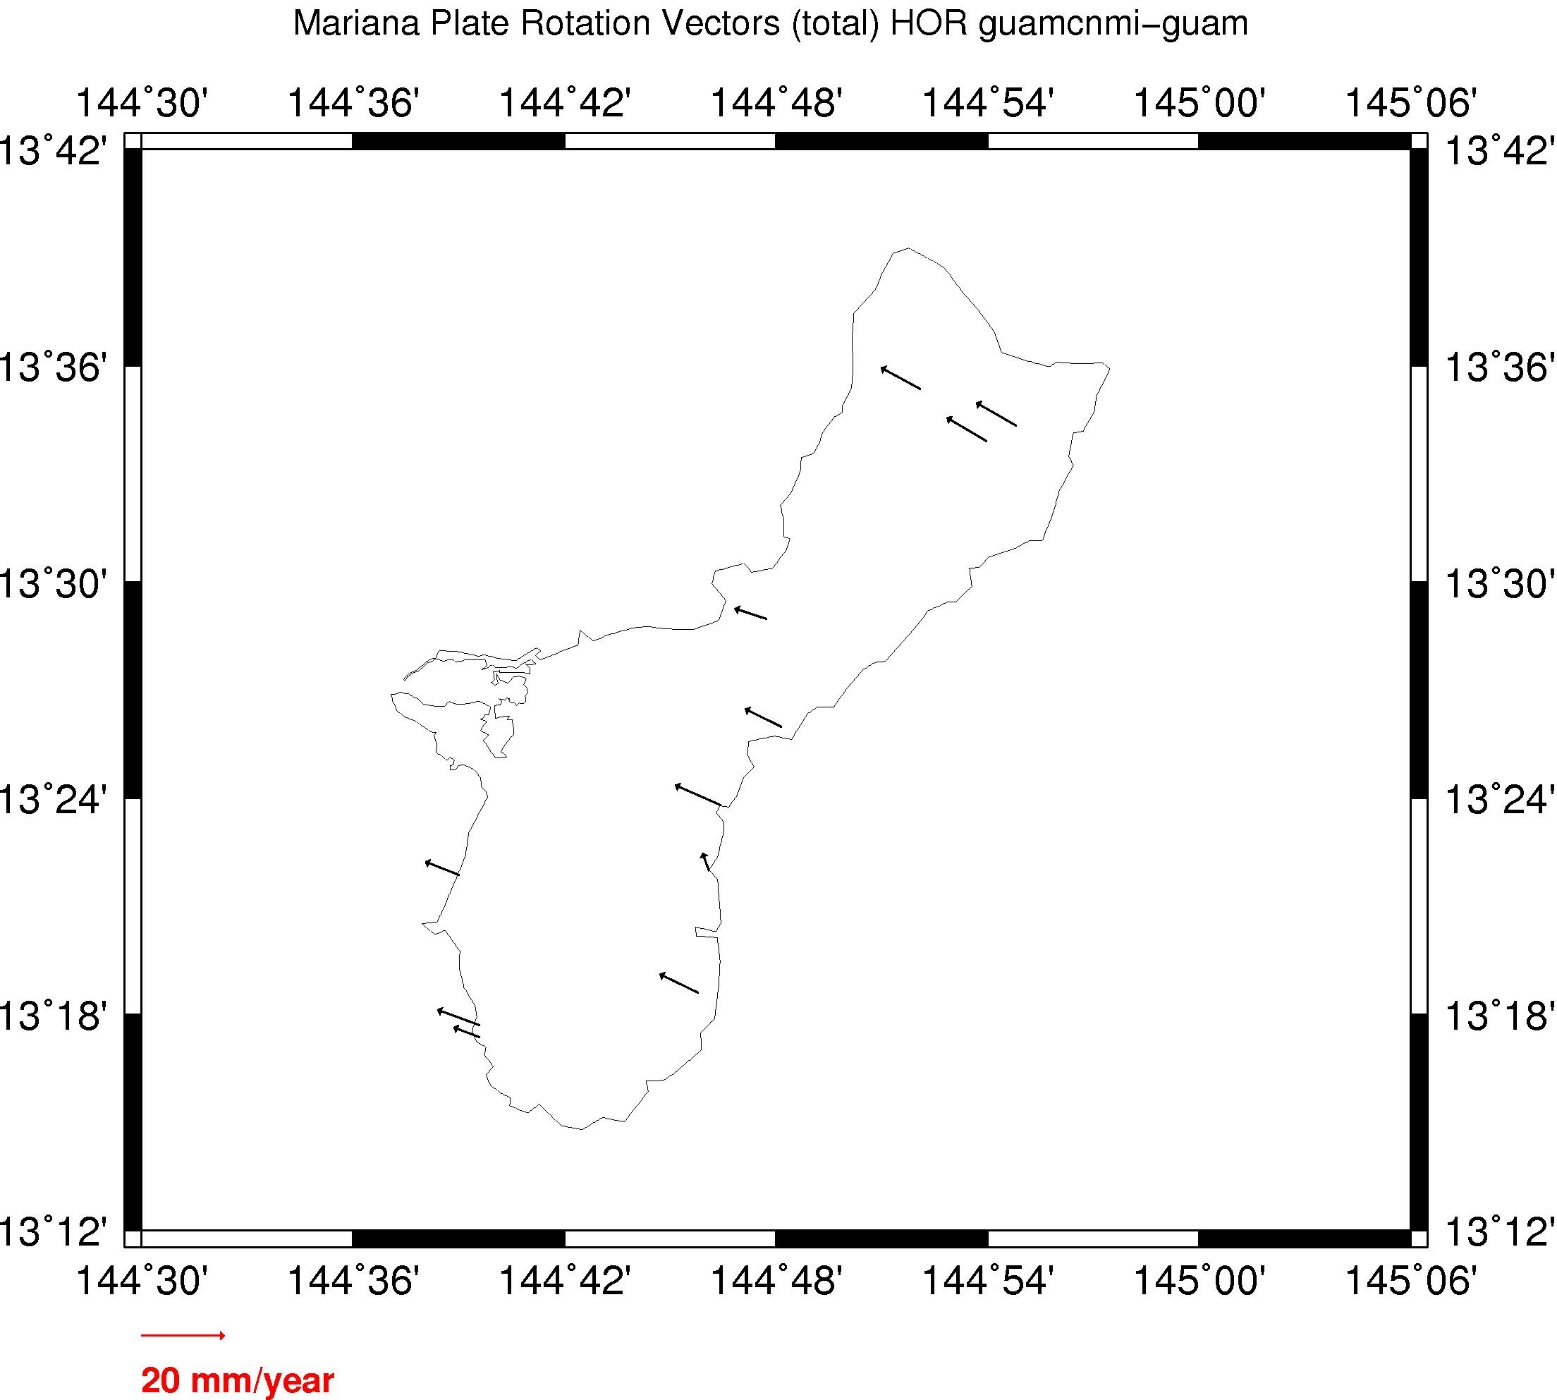 Mariana Plate Rotation Vectors (total) HOR guamcnmi−guam
144˚30' 144˚36' 144˚42' 144˚48' 144˚54' 145˚00' 145˚06'
13˚42' 13˚42'
13˚36' 13˚36'
13˚30' 13˚30'
13˚24' 13˚24'
13˚18' 13˚18'
13˚12' 13˚12'
144˚30' 144˚36' 144˚42' 144˚48' 144˚54' 145˚00' 145˚06'
20 mm/year